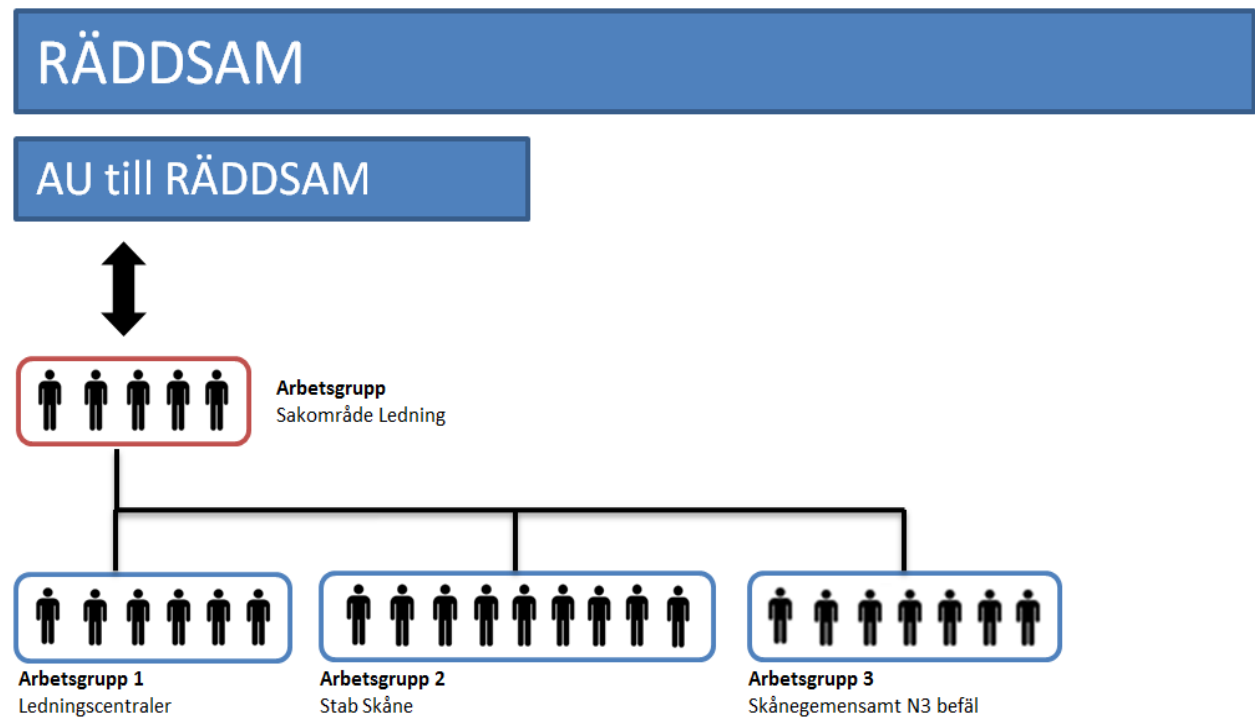 RÄDDSAM
AU till RÄDDSAM
Arbetsgrupp
Sakområde Ledning
Arbetsgrupp 1
Ledningscentraler
Arbetsgrupp 2
Stab Skåne
Arbetsgrupp 3
Skånegemensamt N3 befäl